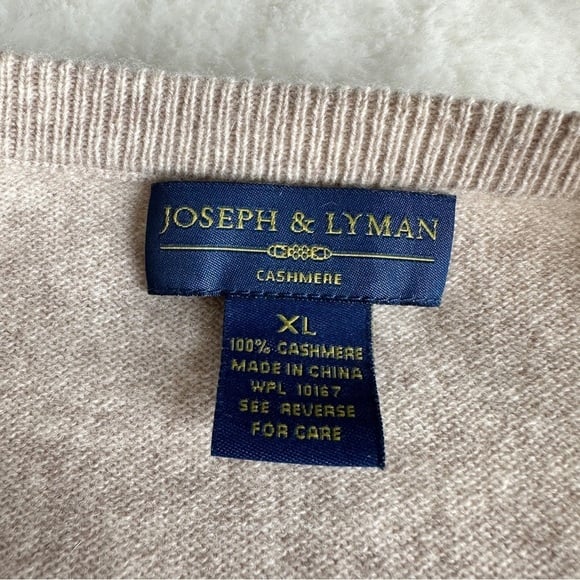 JOSEPH & LYMAN
CASHMERE
XL
100% CASHMERE
MADE IN CHINA
WPL 10167
SEE REVERSE
FOR CARE